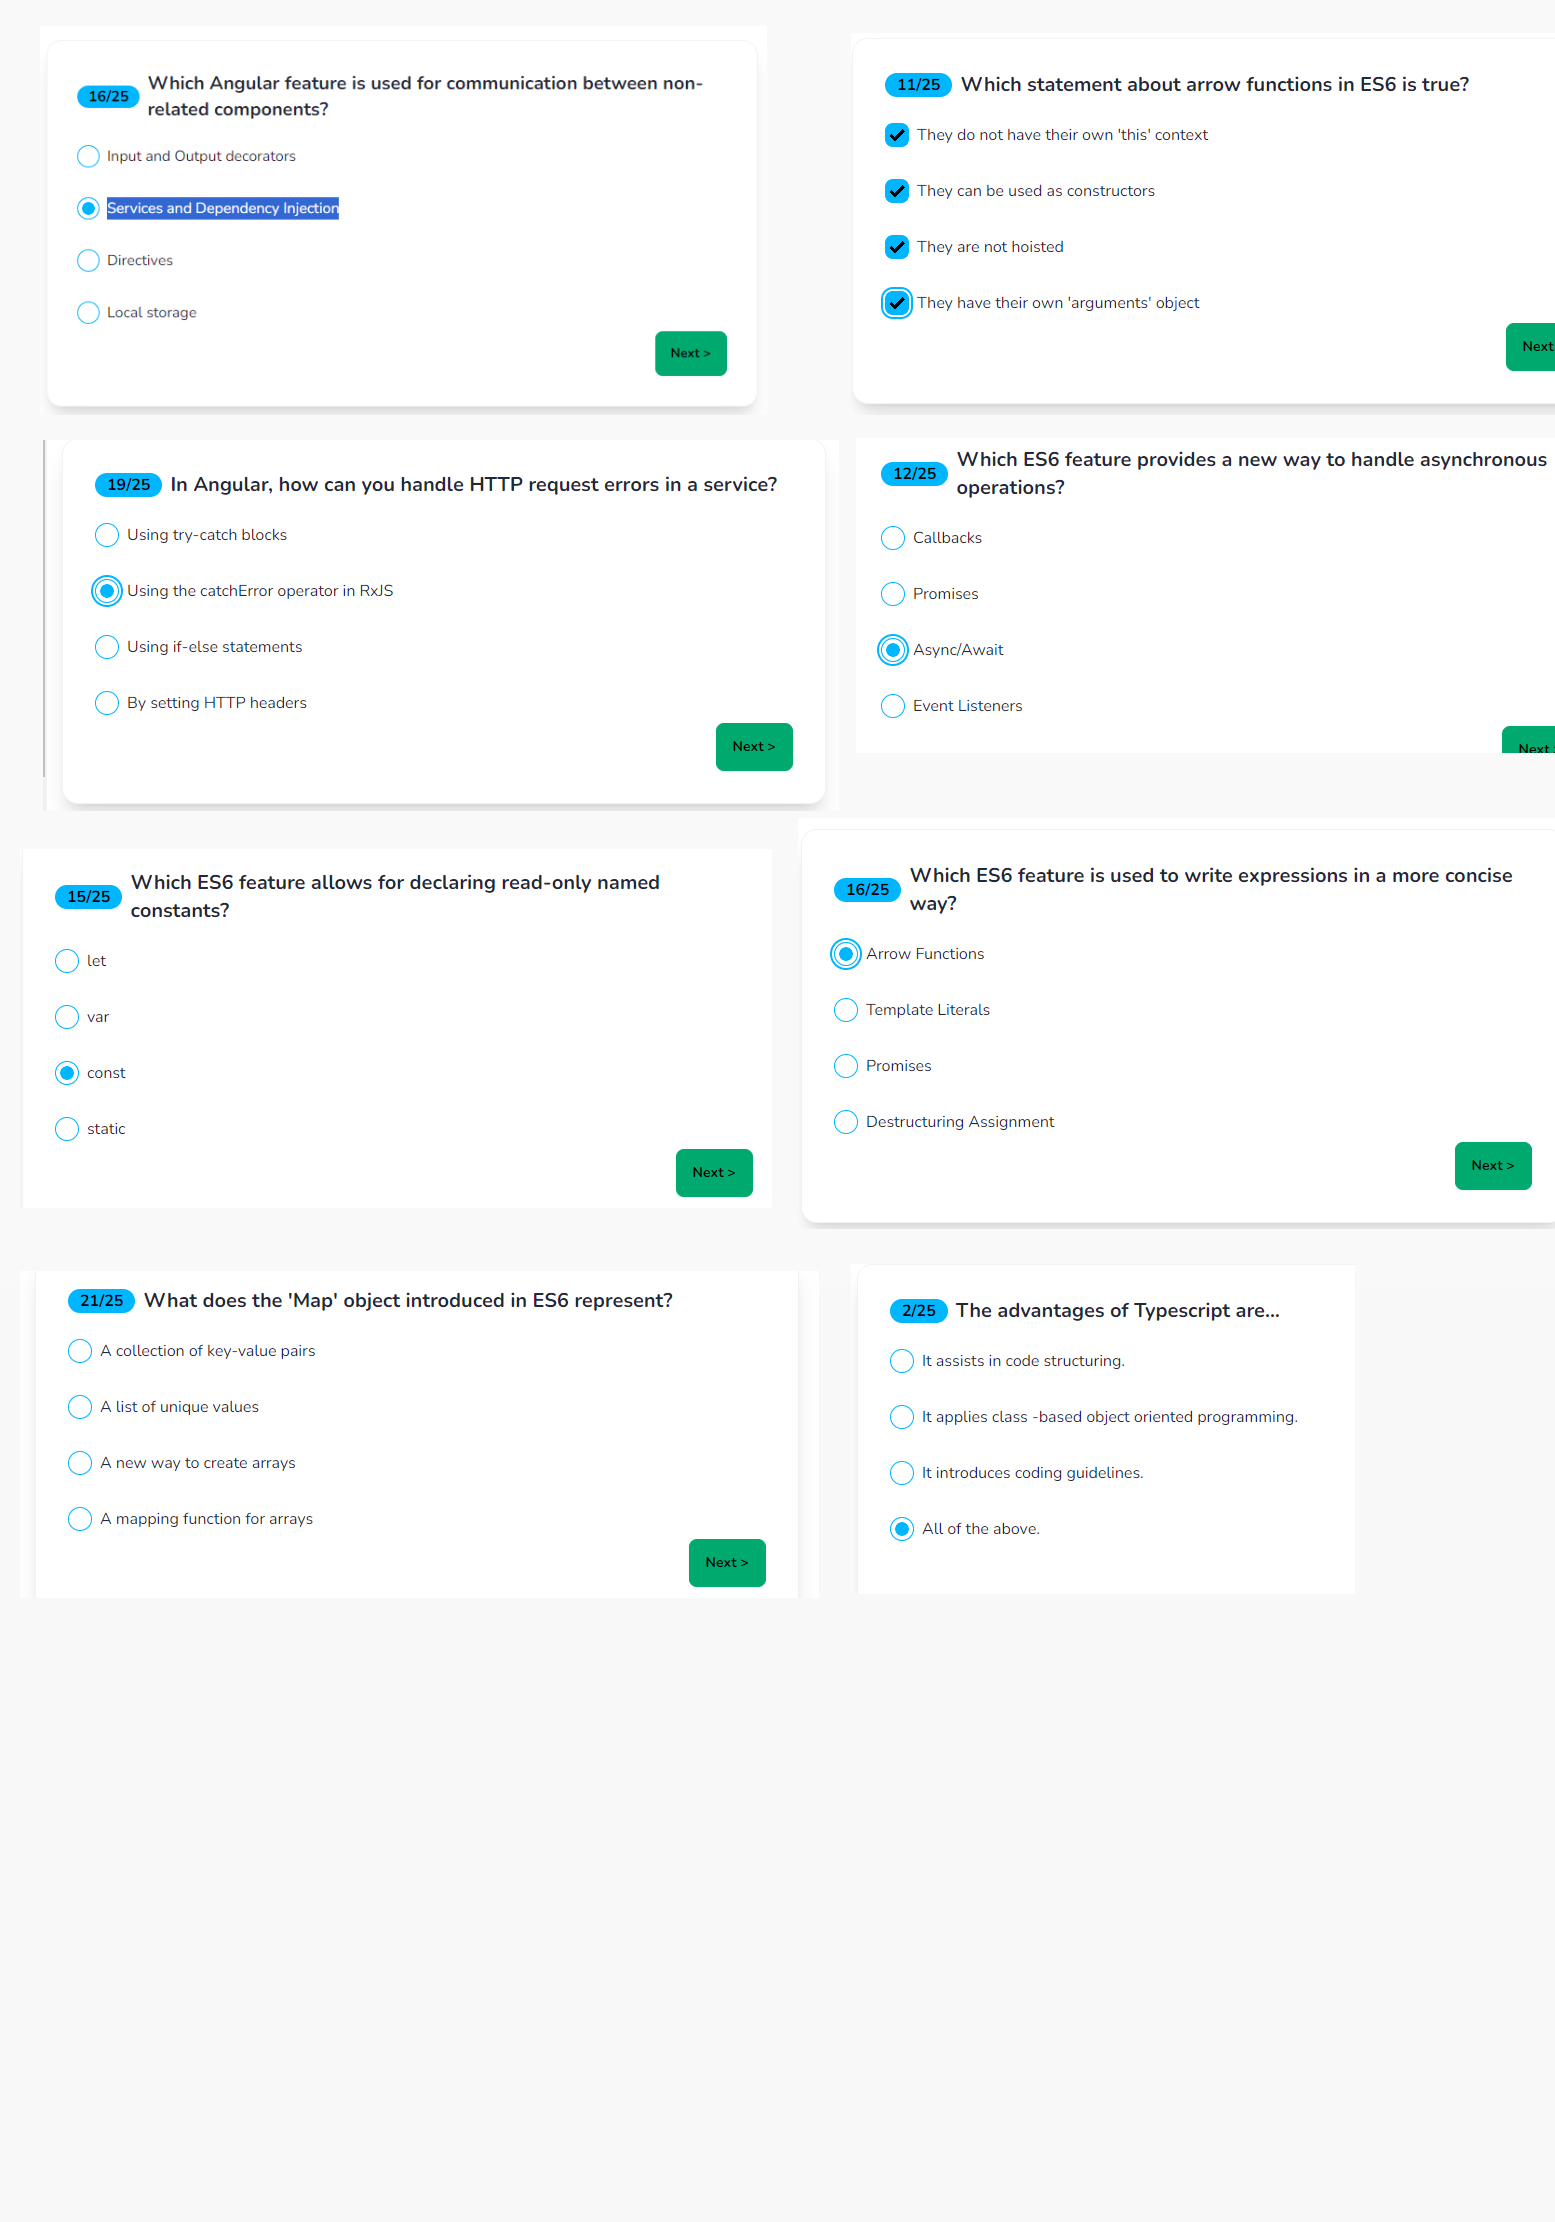 16/25
Which Angular feature is used for communication between non-
related components?
Input and Output decorators
Services and Dependency Injection
Directives
Local storage
Next >
11/25 Which statement about arrow functions in ES6 is true?
They do not have their own 'this' context
They can be used as constructors
They are not hoisted
They have their own 'arguments' object
Next
19/25 In Angular, how can you handle HTTP request errors in a service?
Using try-catch blocks
Using the catchError operator in RxJS
Using if-else statements
By setting HTTP headers
Next >
12/25
Which ES6 feature provides a new way to handle asynchronous
operations?
Callbacks
Promises
Async/Await
Event Listeners
Next
15/25
Which ES6 feature allows for declaring read-only named
constants?
let
var
const
static
Next >
16/25
Which ES6 feature is used to write expressions in a more concise
way?
Arrow Functions
Template Literals
Promises
Destructuring Assignment
Next >
21/25 What does the 'Map' object introduced in ES6 represent?
A collection of key-value pairs
A list of unique values
A new way to create arrays
A mapping function for arrays
Next >
2/25 The advantages of Typescript are...
It assists in code structuring.
It applies class -based object oriented programming.
It introduces coding guidelines.
All of the above.